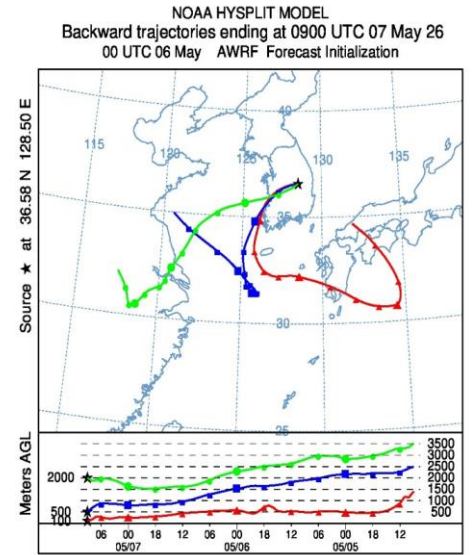 NOAA HYSPLIT MODEL
Backward trajectories ending at 0900 UTC 07 May 26
00 UTC 06 May AWRF Forecast Initialization
Source ★ at 36.58 N 128.50 E
40
115
120
125
130
135
35
30
25
Meters AGL
2000
500
100
3500
3000
2500
2000
1500
1000
500
06 00 18 12 06 00 18 12 06 00 18 12
05/07 05/06 05/05